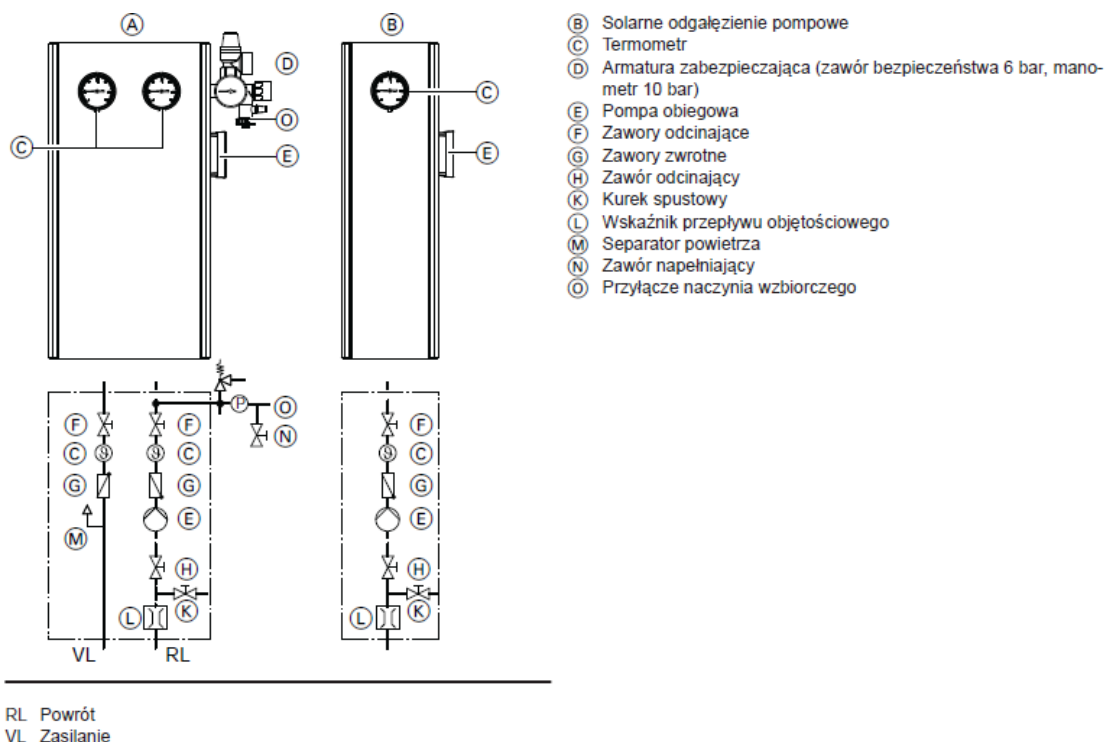 A
B
D
C
O
C
E
E
B Solarne odgałęzienie pompowe
C Termometr
D Armatura zabezpieczająca (zawór bezpieczeństwa 6 bar, mano-
metr 10 bar)
E Pompa obiegowa
F Zawory odcinające
G Zawory zwrotne
H Zawór odcinający
K Kurek spustowy
L Wskaźnik przepływu objętościowego
M Separator powietrza
N Zawór napełniający
O Przyłącze naczynia wzbiorczego
P O
F F N F
C ϑ ϑ C ϑ C
G G G
E E
M
H H
K K
L L
VL RL
RL Powrót
VL Zasilanie